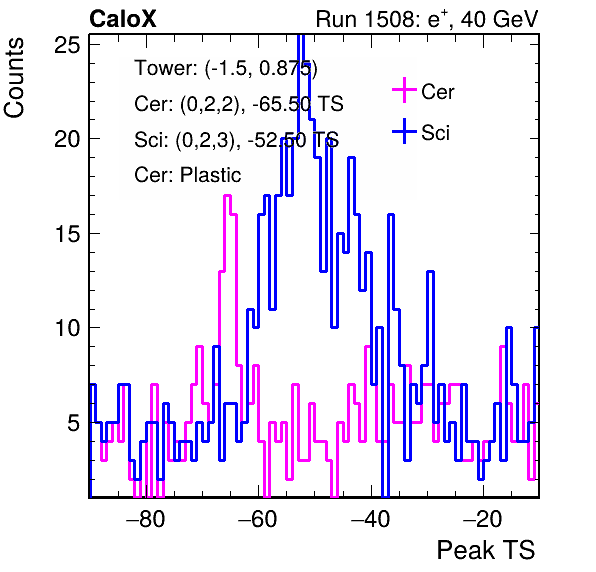 CaloX Run 1508: e⁺, 40 GeV
Counts
25
20
15
10
5
Tower: (-1.5, 0.875)
Cer: (0,2,2), -65.50 TS
Sci: (0,2,3), -52.50 TS
Cer: Plastic
Cer
Sci
−80 −60 −40 −20
Peak TS